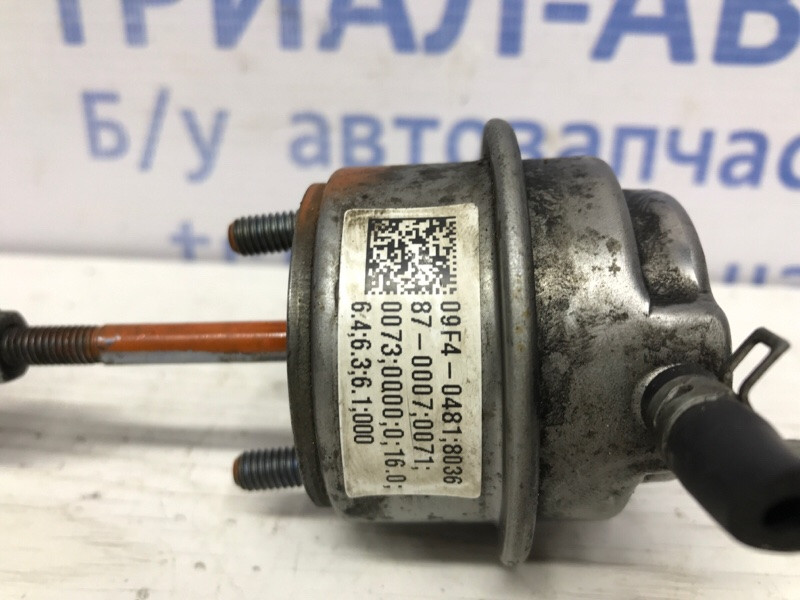 ТРИАЛ-АВ
Б/у автозапчас
09F4-0481;8036
87-0007;0071;
0073;0000;0;16.0;
6.4;6.3;6.1;000